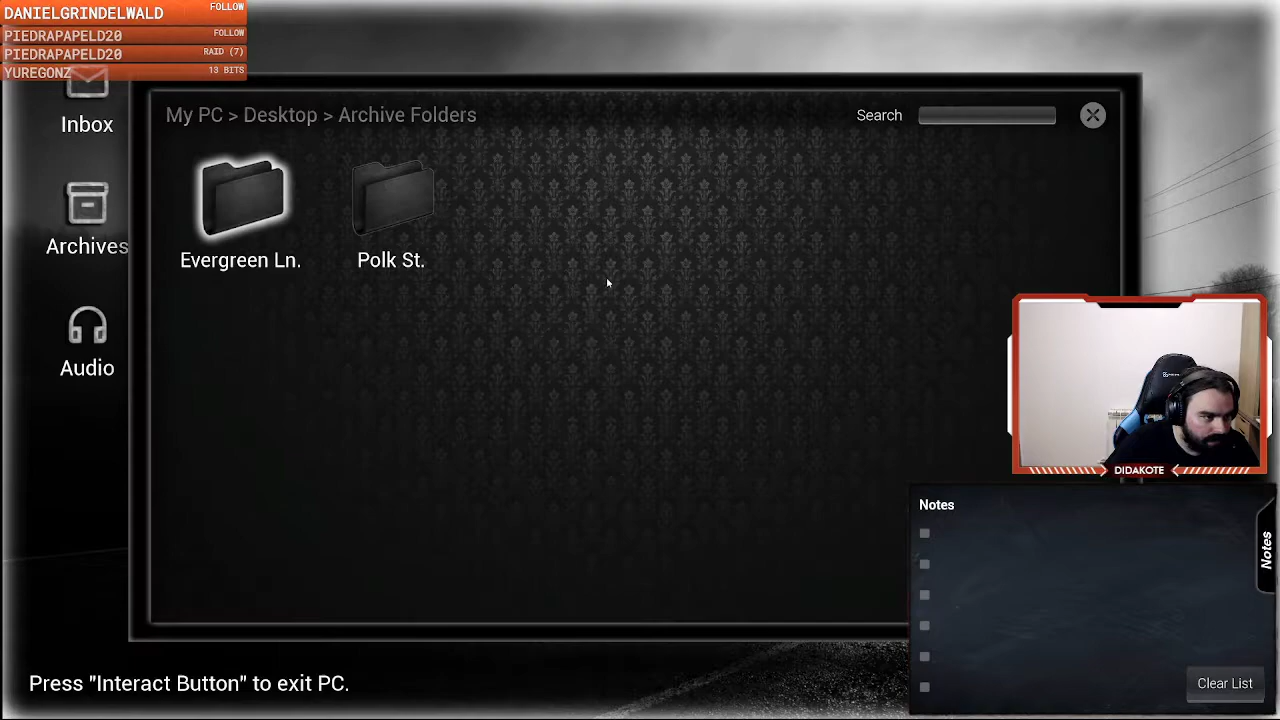 DANIELGRINDELWALD FOLLOW
PIEDRAPAPELD20 FOLLOW
PIEDRAPAPELD20 RAID (7)
YUREGONZ 13 BITS
Inbox
Archives
Audio
My PC > Desktop > Archive Folders
Search
Evergreen Ln.
Polk St.
DIDAKOTE
Notes
Notes
Clear List
Press "Interact Button" to exit PC.